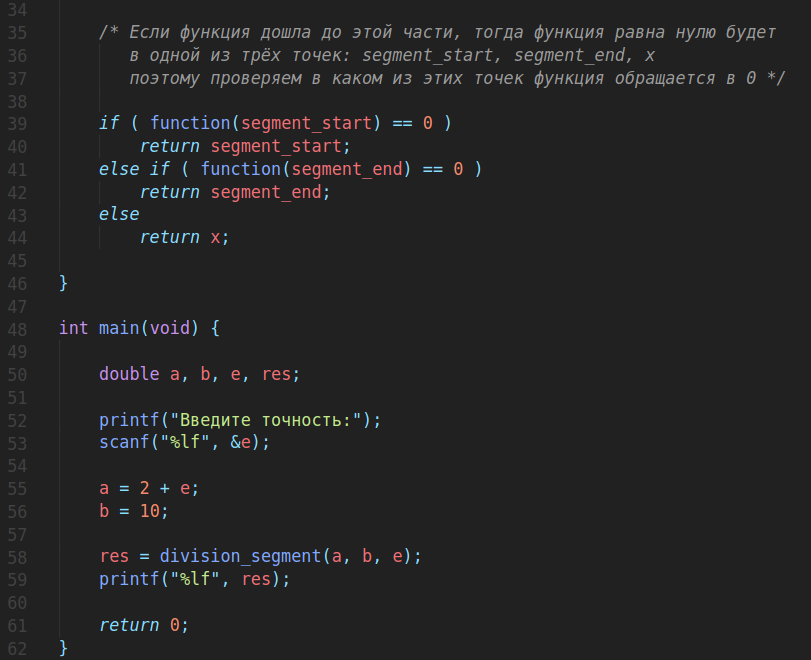 34
35 /* Если функция дошла до этой части, тогда функция равна нулю будет
36 в одной из трёх точек: segment_start, segment_end, x
37 поэтому проверяем в каком из этих точек функция обращается в 0 */
38
39 if ( function(segment_start) == 0 )
40 return segment_start;
41 else if ( function(segment_end) == 0 )
42 return segment_end;
43 else
44 return x;
45
46 }
47
48 int main(void) {
49
50 double a, b, e, res;
51
52 printf("Введите точность:");
53 scanf("%lf", &e);
54
55 a = 2 + e;
56 b = 10;
57
58 res = division_segment(a, b, e);
59 printf("%lf", res);
60
61 return 0;
62 }